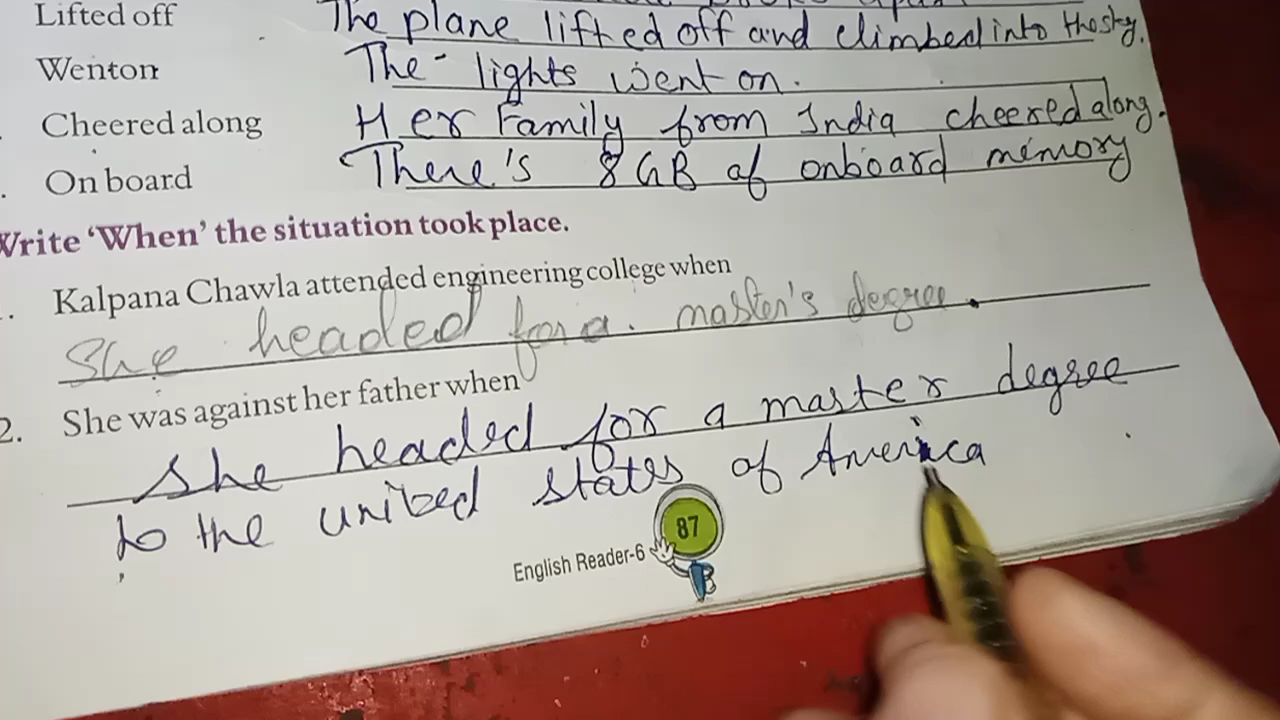 Lifted off The plane lifted off and climbed into the sky.
Wenton The lights went on.
Cheered along Her Family from India cheered along.
On board There's 8 GB of onboard memory
Write 'When' the situation took place.
Kalpana Chawla attended engineering college when
She headed for a. master's degree.
2. She was against her father when
She headed for a master degree
to the united states of America
87
English Reader-6